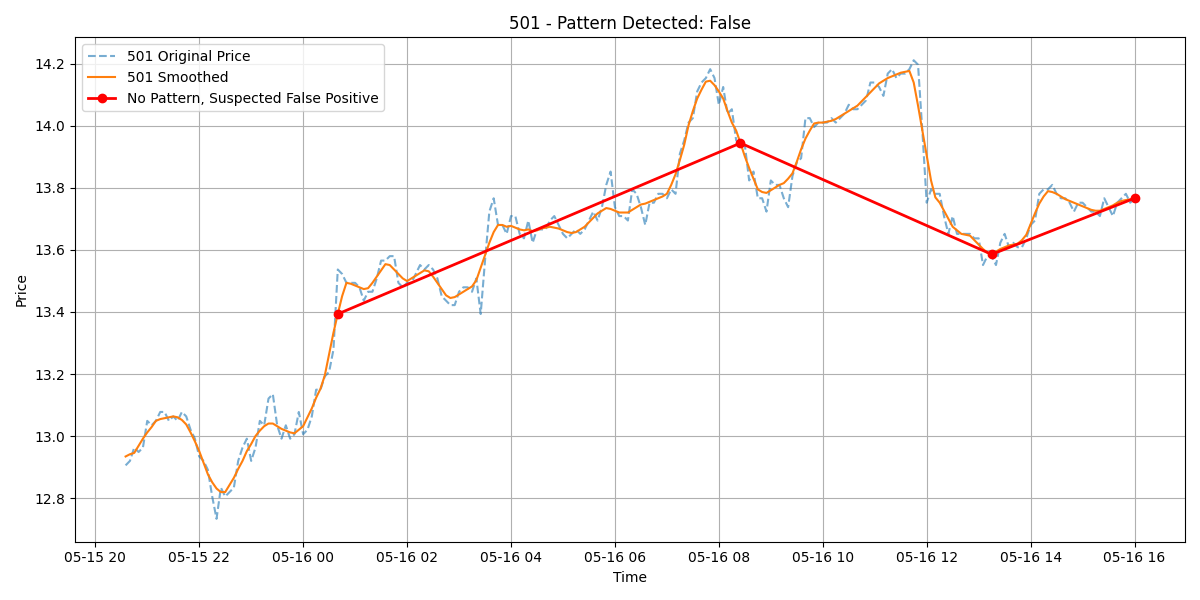 501 - Pattern Detected: False
501 Original Price
501 Smoothed
No Pattern, Suspected False Positive
Price
14.2
14.0
13.8
13.6
13.4
13.2
13.0
12.8
05-15 20 05-15 22 05-16 00 05-16 02 05-16 04 05-16 06 05-16 08 05-16 10 05-16 12 05-16 14 05-16 16
Time